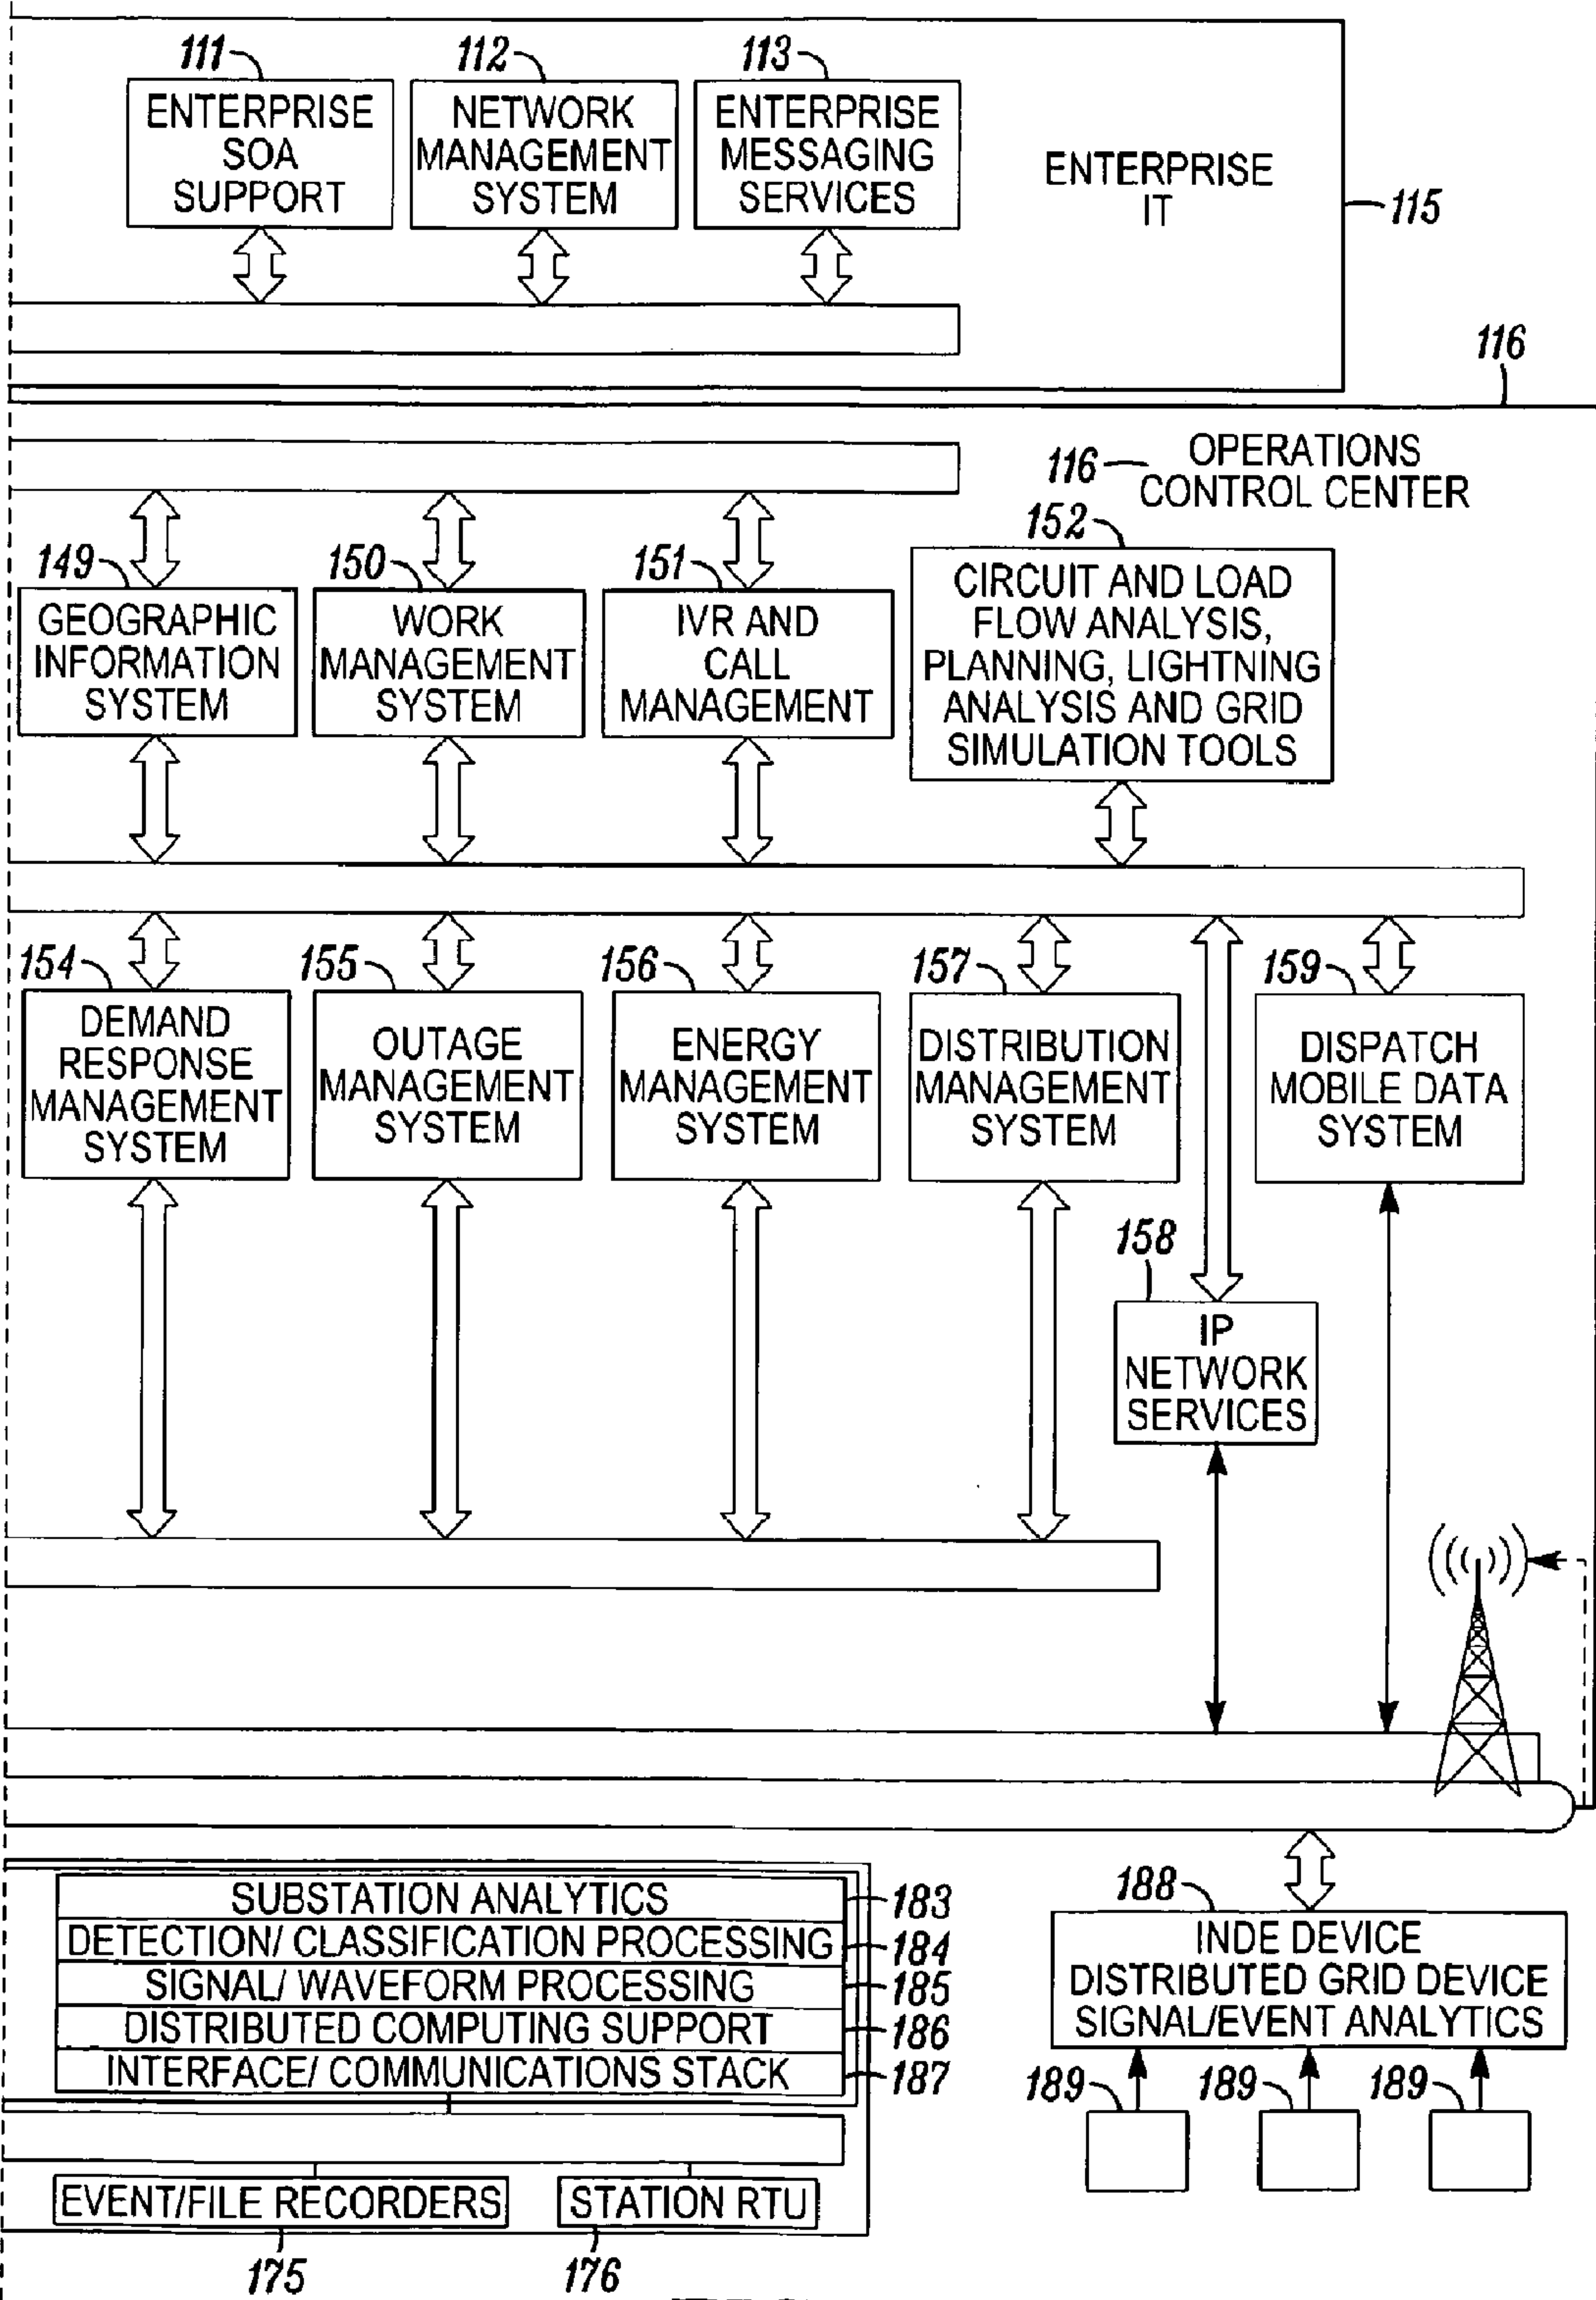 111
112
113
ENTERPRISE
SOA
SUPPORT
NETWORK
MANAGEMENT
SYSTEM
ENTERPRISE
MESSAGING
SERVICES
ENTERPRISE
IT
115
116
116
OPERATIONS
CONTROL CENTER
149
150
151
152
GEOGRAPHIC
INFORMATION
SYSTEM
WORK
MANAGEMENT
SYSTEM
IVR AND
CALL
MANAGEMENT
CIRCUIT AND LOAD
FLOW ANALYSIS,
PLANNING, LIGHTNING
ANALYSIS AND GRID
SIMULATION TOOLS
154
155
156
157
159
DEMAND
RESPONSE
MANAGEMENT
SYSTEM
OUTAGE
MANAGEMENT
SYSTEM
ENERGY
MANAGEMENT
SYSTEM
DISTRIBUTION
MANAGEMENT
SYSTEM
DISPATCH
MOBILE DATA
SYSTEM
158
IP
NETWORK
SERVICES
SUBSTATION ANALYTICS
183
DETECTION/ CLASSIFICATION PROCESSING
184
SIGNAL/ WAVEFORM PROCESSING
185
DISTRIBUTED COMPUTING SUPPORT
186
INTERFACE/ COMMUNICATIONS STACK
187
188
INDE DEVICE
DISTRIBUTED GRID DEVICE
SIGNAL/EVENT ANALYTICS
189
189
189
EVENT/FILE RECORDERS
STATION RTU
175
176